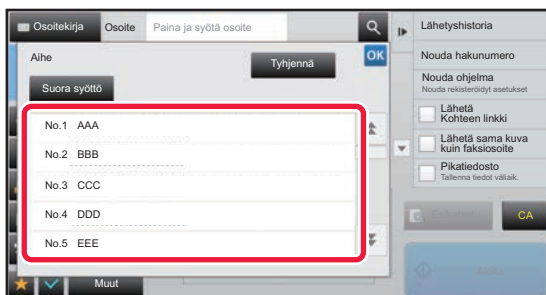 Osoitekirja Osoite Paina ja syötä osoite
Aihe
Tyhjennä
OK
Suora syöttö
No.1 AAA
No.2 BBB
No.3 CCC
No.4 DDD
No.5 EEE
Muut
Lähetyshistoria
Nouda hakunumero
Nouda ohjelma
Nouda rekisteröidyt asetukset
Lähetä
Kohteen linkki
Lähetä sama kuva
kuin faksiosoite
Pikatiedosto
Tallenna tiedot väliaik.
CA